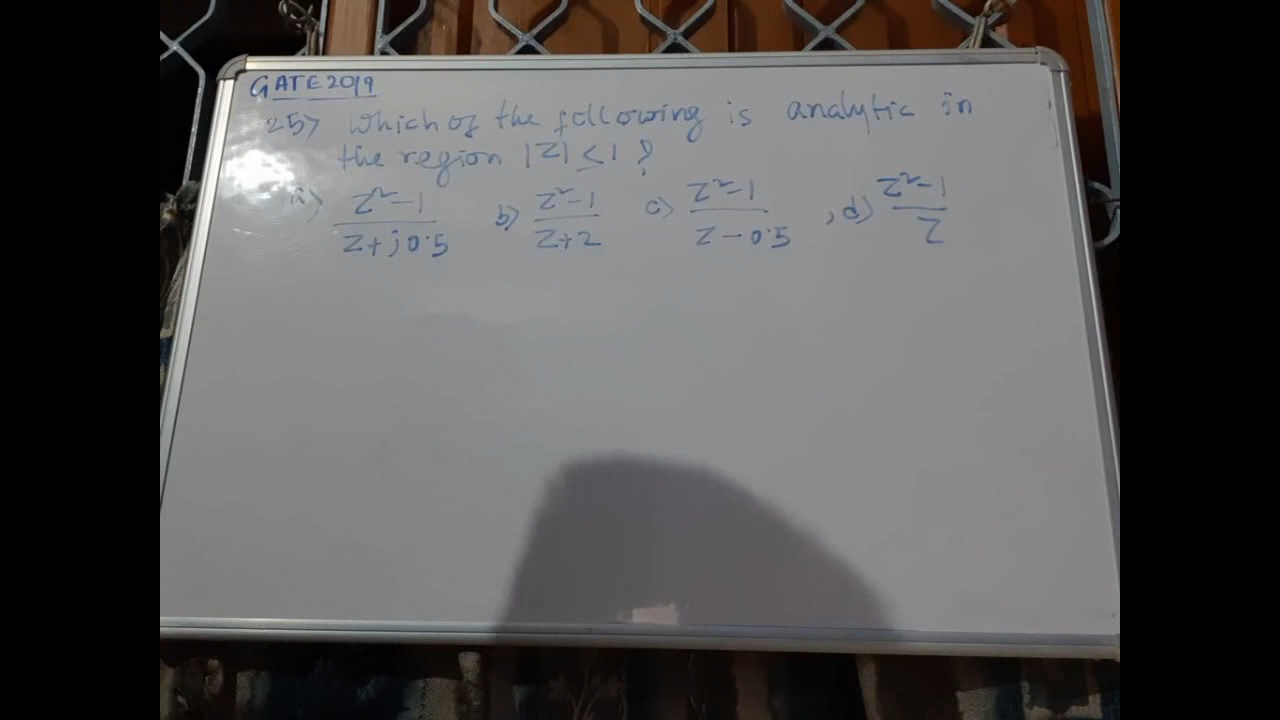 GATE 2019
25> Which of the following is analytic in
the region |z| ≤ 1 ?
a> z²-1 / z+j0.5 b> z²-1 / z+2 c> z²-1 / z-0.5 , d> z²-1 / z